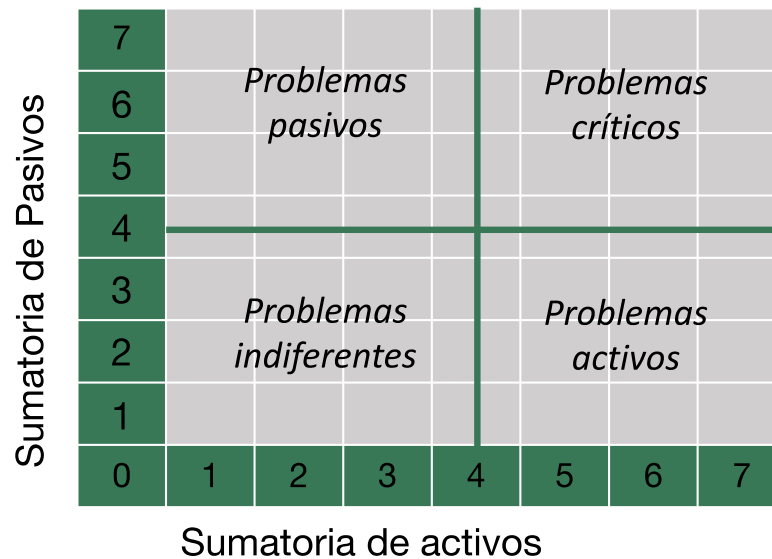 Sumatoria de Pasivos
7
6
5
4
3
2
1
Problemas
pasivos
Problemas
críticos
Problemas
indiferentes
Problemas
activos
0 1 2 3 4 5 6 7
Sumatoria de activos